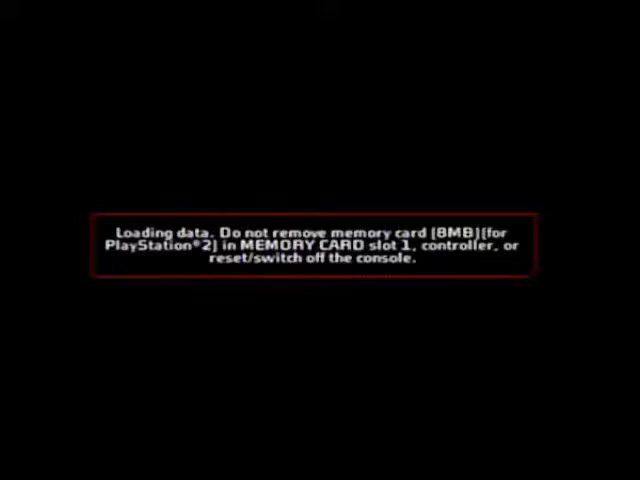 Loading data. Do not remove memory card (8MB)(for
PlayStation®2) in MEMORY CARD slot 1, controller, or
reset/switch off the console.